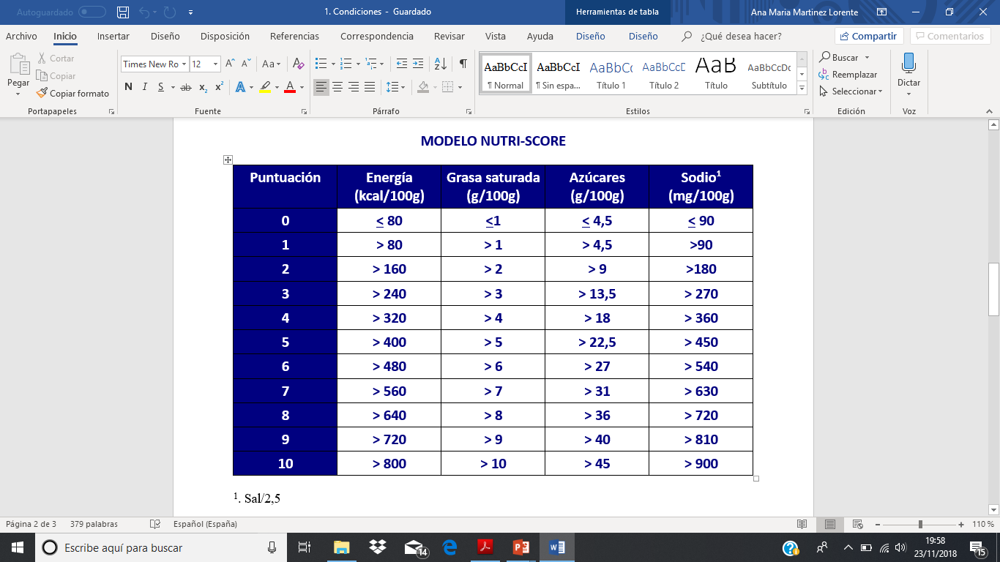 Autoguardado
1. Condiciones - Guardado
Herramientas de tabla
Ana Maria Martinez Lorente
Archivo Inicio Insertar Diseño Disposición Referencias Correspondencia Revisar Vista Ayuda Diseño Diseño ¿Qué desea hacer? Compartir Comentarios
Pegar
Cortar
Copiar
Copiar formato
Portapapeles
Times New Ro 12
Aa
N K S ab x₂ x²
Fuente
Párrafo
AaBbCcI AaBbCcI AaBbCc AaBbCcD AaB AaBbCcDc
¶ Normal ¶ Sin espa... Título 1 Título 2 Título Subtítulo
Estilos
Buscar
Reemplazar
Seleccionar
Edición
Dictar
Voz
MODELO NUTRI-SCORE
Puntuación Energía (kcal/100g) Grasa saturada (g/100g) Azúcares (g/100g) Sodio¹ (mg/100g)
0 ≤ 80 ≤1 ≤ 4,5 ≤ 90
1 > 80 > 1 > 4,5 >90
2 > 160 > 2 > 9 >180
3 > 240 > 3 > 13,5 > 270
4 > 320 > 4 > 18 > 360
5 > 400 > 5 > 22,5 > 450
6 > 480 > 6 > 27 > 540
7 > 560 > 7 > 31 > 630
8 > 640 > 8 > 36 > 720
9 > 720 > 9 > 40 > 810
10 > 800 > 10 > 45 > 900
¹. Sal/2,5
Página 2 de 3 379 palabras Español (España) 110 %
Escribe aquí para buscar
14
19:58
23/11/2018
15